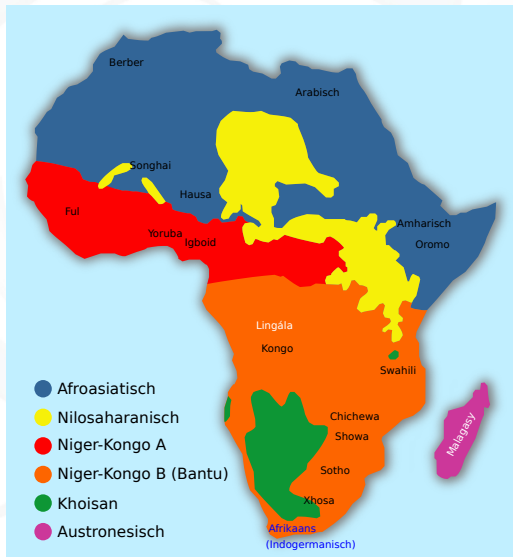 Berber
Arabisch
Songhai
Hausa
Ful
Yoruba
Igboid
Amharisch
Oromo
Lingála
Kongo
Swahili
Chichewa
Showa
Sotho
Xhosa
Malagasy
Afrikaans
(Indogermanisch)
Afroasiatisch
Nilosaharanisch
Niger-Kongo A
Niger-Kongo B (Bantu)
Khoisan
Austronesisch